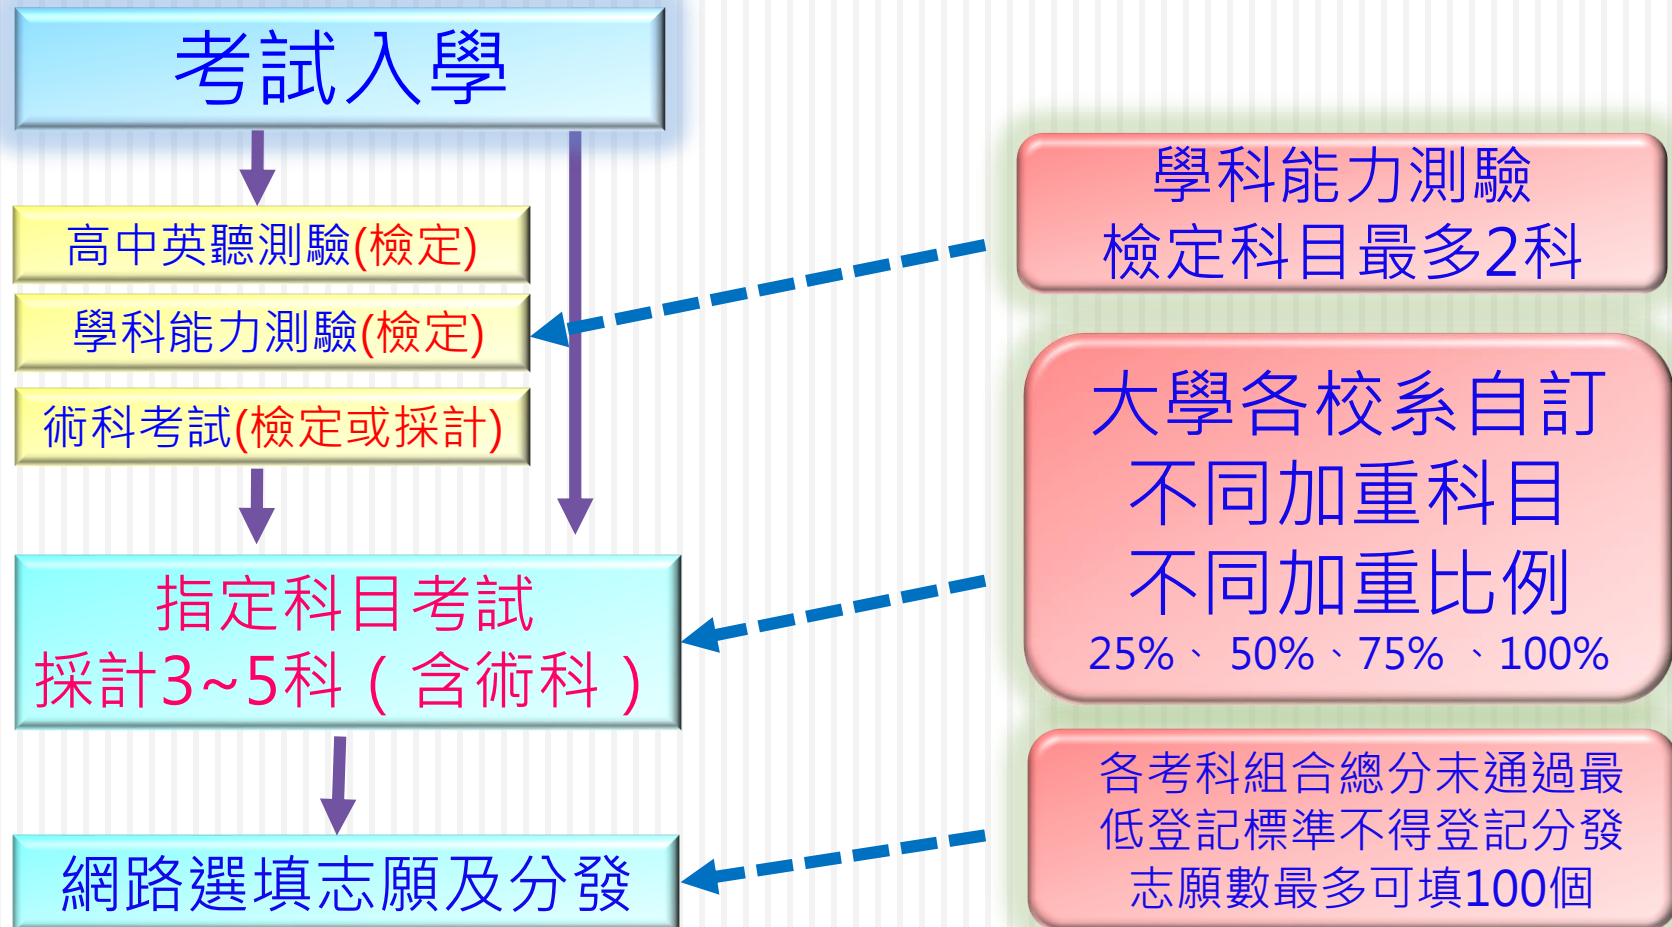 考試入學
高中英聽測驗(檢定)
學科能力測驗(檢定)
術科考試(檢定或採計)
指定科目考試
採計3~5科（含術科）
網路選填志願及分發
學科能力測驗
檢定科目最多2科
大學各校系自訂
不同加重科目
不同加重比例
25%、 50%、75% 、100%
各考科組合總分未通過最
低登記標準不得登記分發
志願數最多可填100個